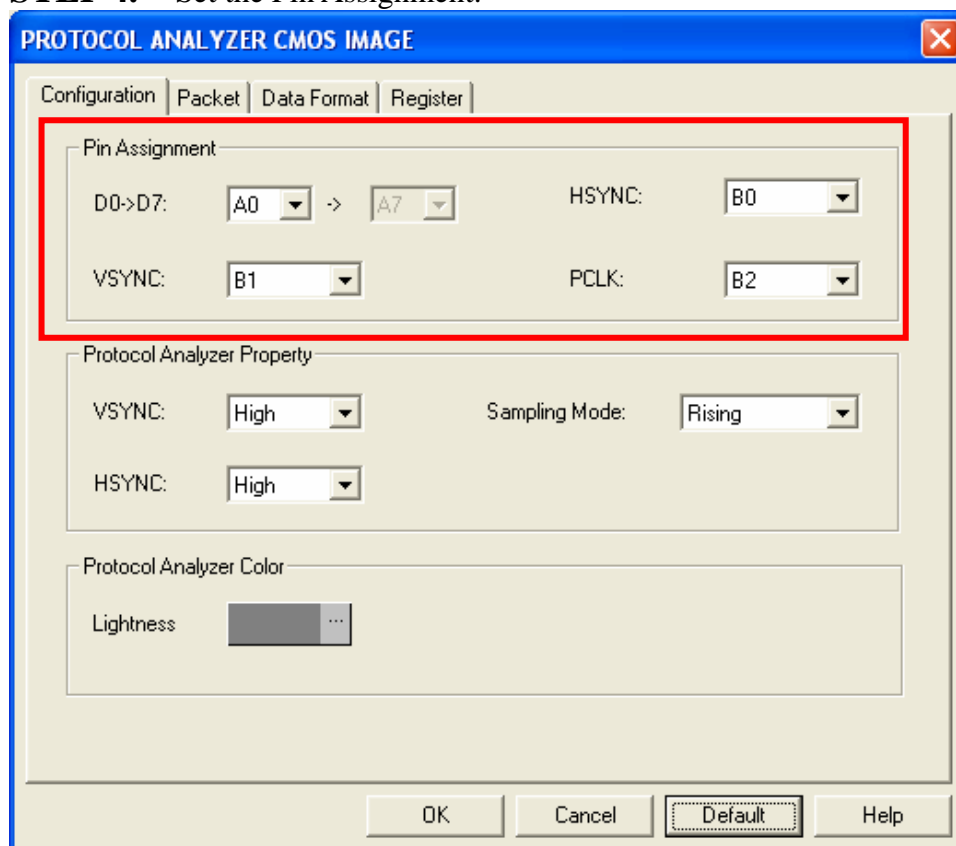 STEP 4. Set the Pin Assignment.
PROTOCOL ANALYZER CMOS IMAGE
Configuration Packet Data Format Register
Pin Assignment
D0->D7: A0 -> A7 HSYNC: B0
VSYNC: B1 PCLK: B2
Protocol Analyzer Property
VSYNC: High Sampling Mode: Rising
HSYNC: High
Protocol Analyzer Color
Lightness ...
OK Cancel Default Help